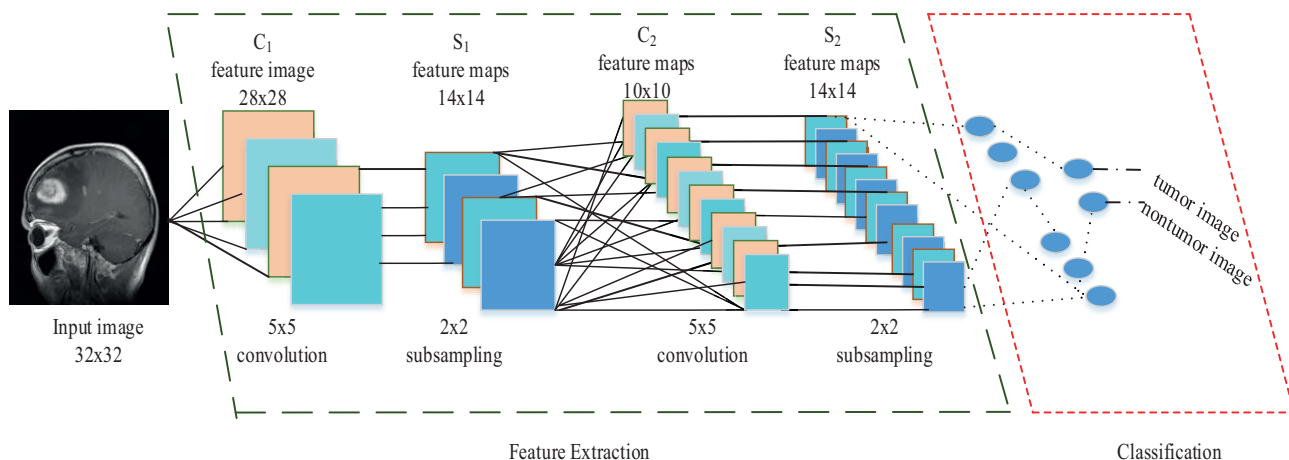 C₁
feature image
28x28
S₁
feature maps
14x14
C₂
feature maps
10x10
S₂
feature maps
14x14
Input image
32x32
5x5
convolution
2x2
subsampling
5x5
convolution
2x2
subsampling
tumor image
nontumor image
Feature Extraction
Classification